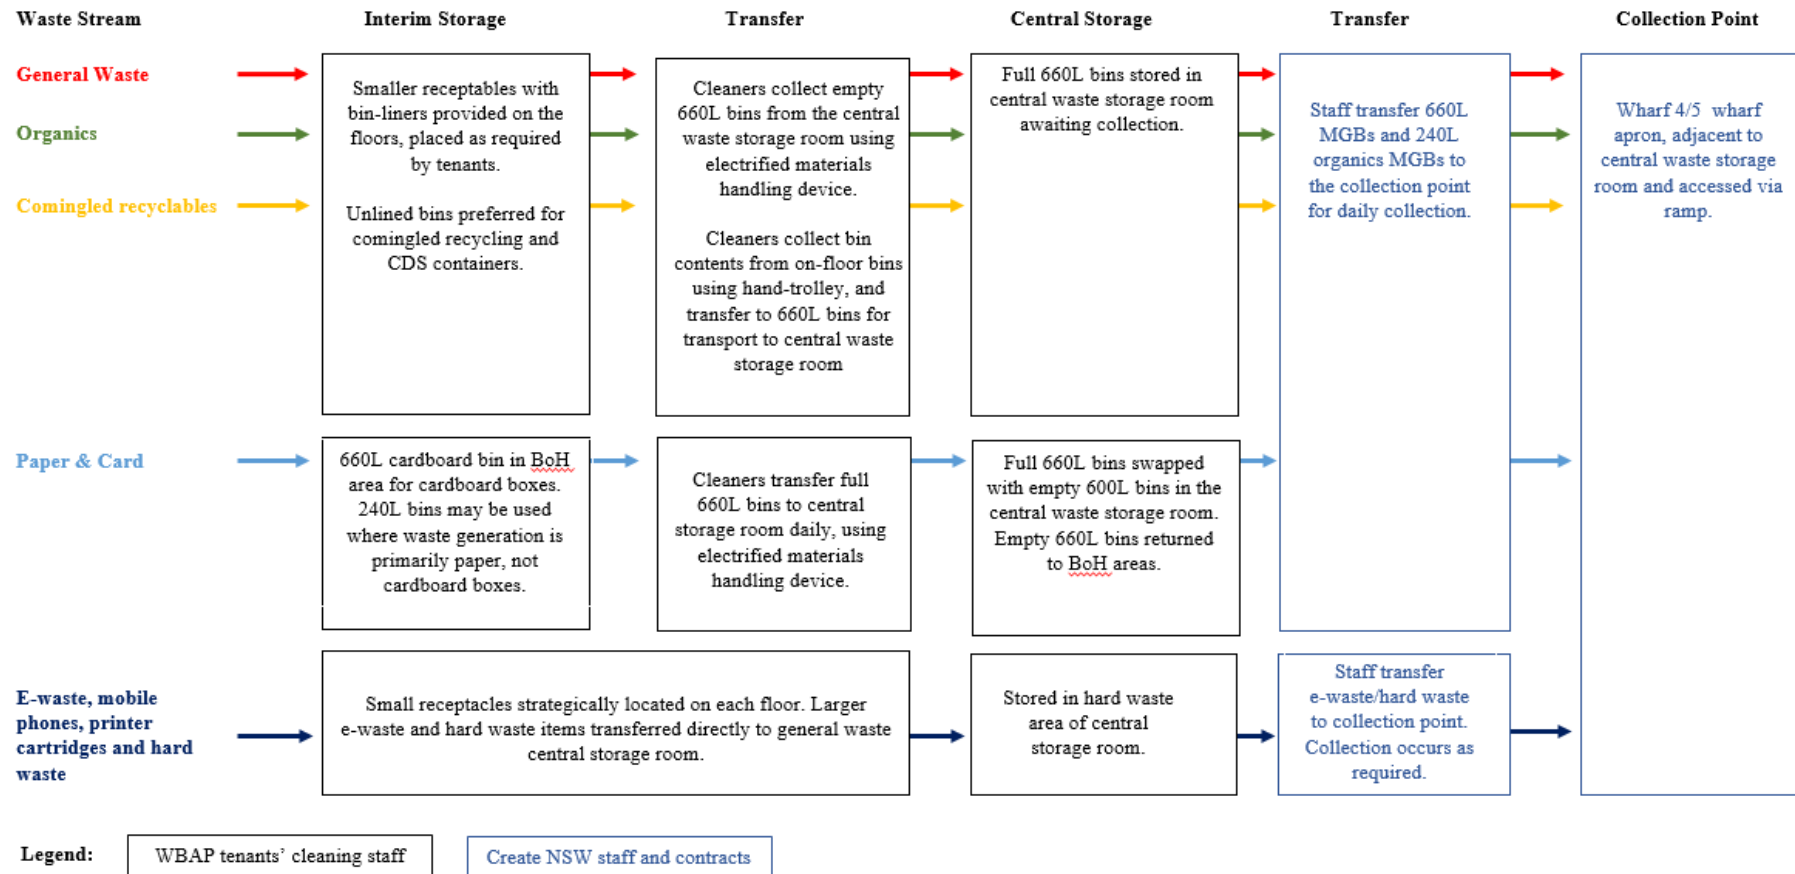 Waste Stream
Interim Storage
Transfer
Central Storage
Transfer
Collection Point
General Waste
Organics
Comingled recyclables
Smaller receptables with
bin-liners provided on the
floors, placed as required
by tenants.
Unlined bins preferred for
comingled recycling and
CDS containers.
Cleaners collect empty
660L bins from the central
waste storage room using
electrified materials
handling device.
Cleaners collect bin
contents from on-floor bins
using hand-trolley, and
transfer to 660L bins for
transport to central waste
storage room
Full 660L bins stored in
central waste storage room
awaiting collection.
Staff transfer 660L
MGBs and 240L
organics MGBs to
the collection point
for daily collection.
Wharf 4/5 wharf
apron, adjacent to
central waste storage
room and accessed via
ramp.
Paper & Card
660L cardboard bin in BoH
area for cardboard boxes.
240L bins may be used
where waste generation is
primarily paper, not
cardboard boxes.
Cleaners transfer full
660L bins to central
storage room daily, using
electrified materials
handling device.
Full 660L bins swapped
with empty 600L bins in the
central waste storage room.
Empty 660L bins returned
to BoH areas.
E-waste, mobile
phones, printer
cartridges and hard
waste
Small receptacles strategically located on each floor. Larger
e-waste and hard waste items transferred directly to general waste
central storage room.
Stored in hard waste
area of central
storage room.
Staff transfer
e-waste/hard waste
to collection point.
Collection occurs as
required.
Legend:
WBAP tenants’ cleaning staff
Create NSW staff and contracts